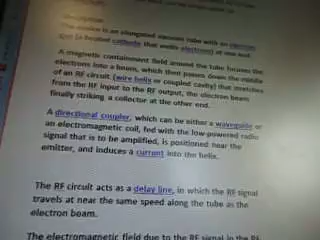 device is an elongated vacuum tube with an electron
gun (a heated cathode that emits electrons) at one end.
A magnetic containment field around the tube focuses the
electrons into a beam, which then passes down the middle
of an RF circuit (wire helix or coupled cavity) that stretches
from the RF input to the RF output, the electron beam
finally striking a collector at the other end.
A directional coupler, which can be either a waveguide or
an electromagnetic coil, fed with the low-powered radio
signal that is to be amplified, is positioned near the
emitter, and induces a current into the helix.
The RF circuit acts as a delay line, in which the RF signal
travels at near the same speed along the tube as the
electron beam.
The electromagnetic field due to the RF signal in the RF